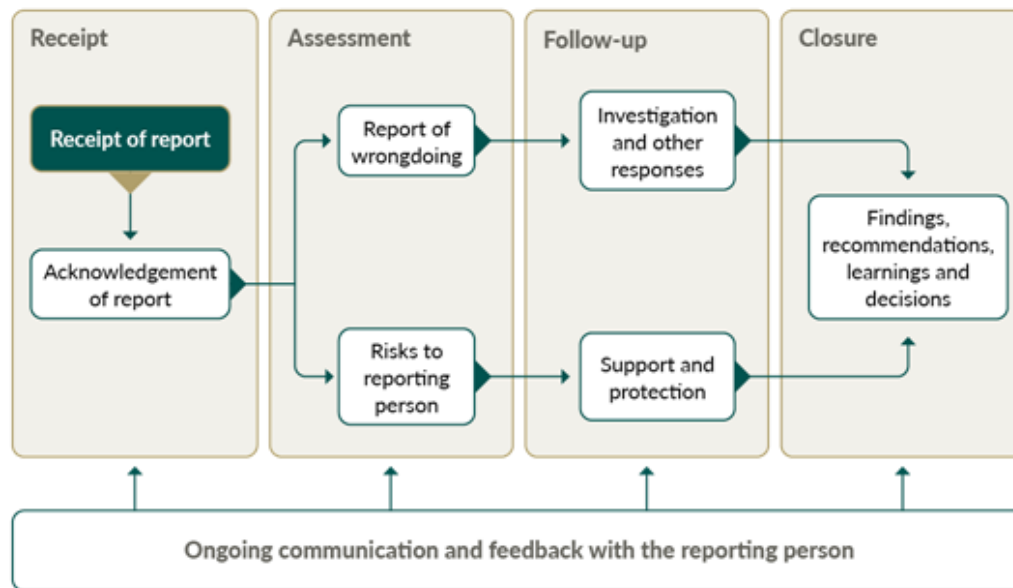 Receipt
Assessment
Follow-up
Closure
Receipt of report
Acknowledgement
of report
Report of
wrongdoing
Risks to
reporting
person
Investigation
and other
responses
Support and
protection
Findings,
recommendations,
learnings and
decisions
Ongoing communication and feedback with the reporting person